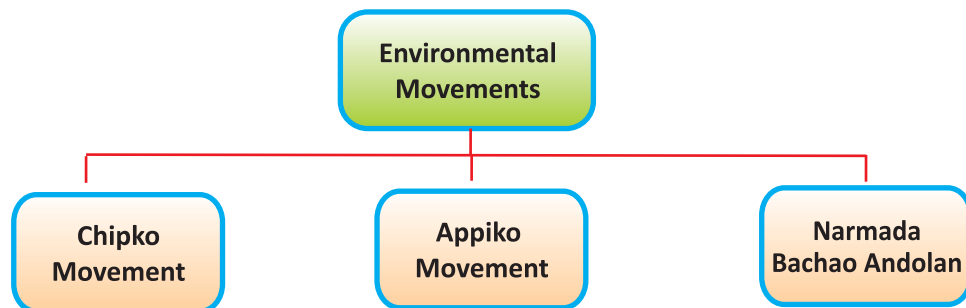 Environmental
Movements
Chipko
Movement
Appiko
Movement
Narmada
Bachao Andolan